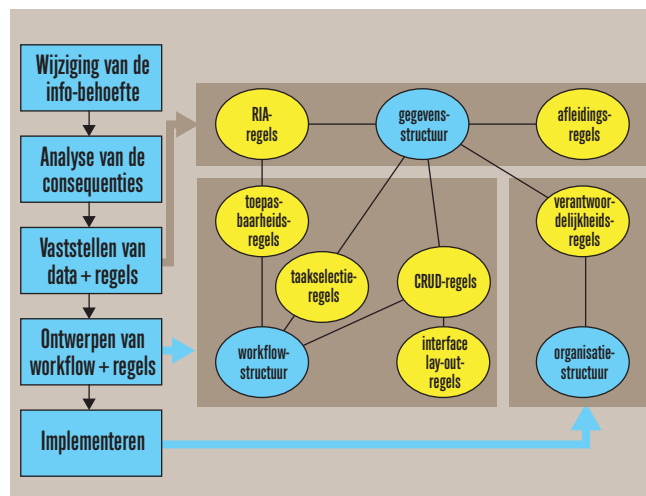 Wijziging van de
info-behoefte
Analyse van de
consequenties
Vaststellen van
data + regels
Ontwerpen van
workflow + regels
Implementeren
RIA-
regels
gegevens-
structuur
afleidings-
regels
toepas-
baarheids-
regels
verantwoor-
delijkheids-
regels
taakselectie-
regels
CRUD-regels
workflow-
structuur
interface
lay-out-
regels
organisatie-
structuur